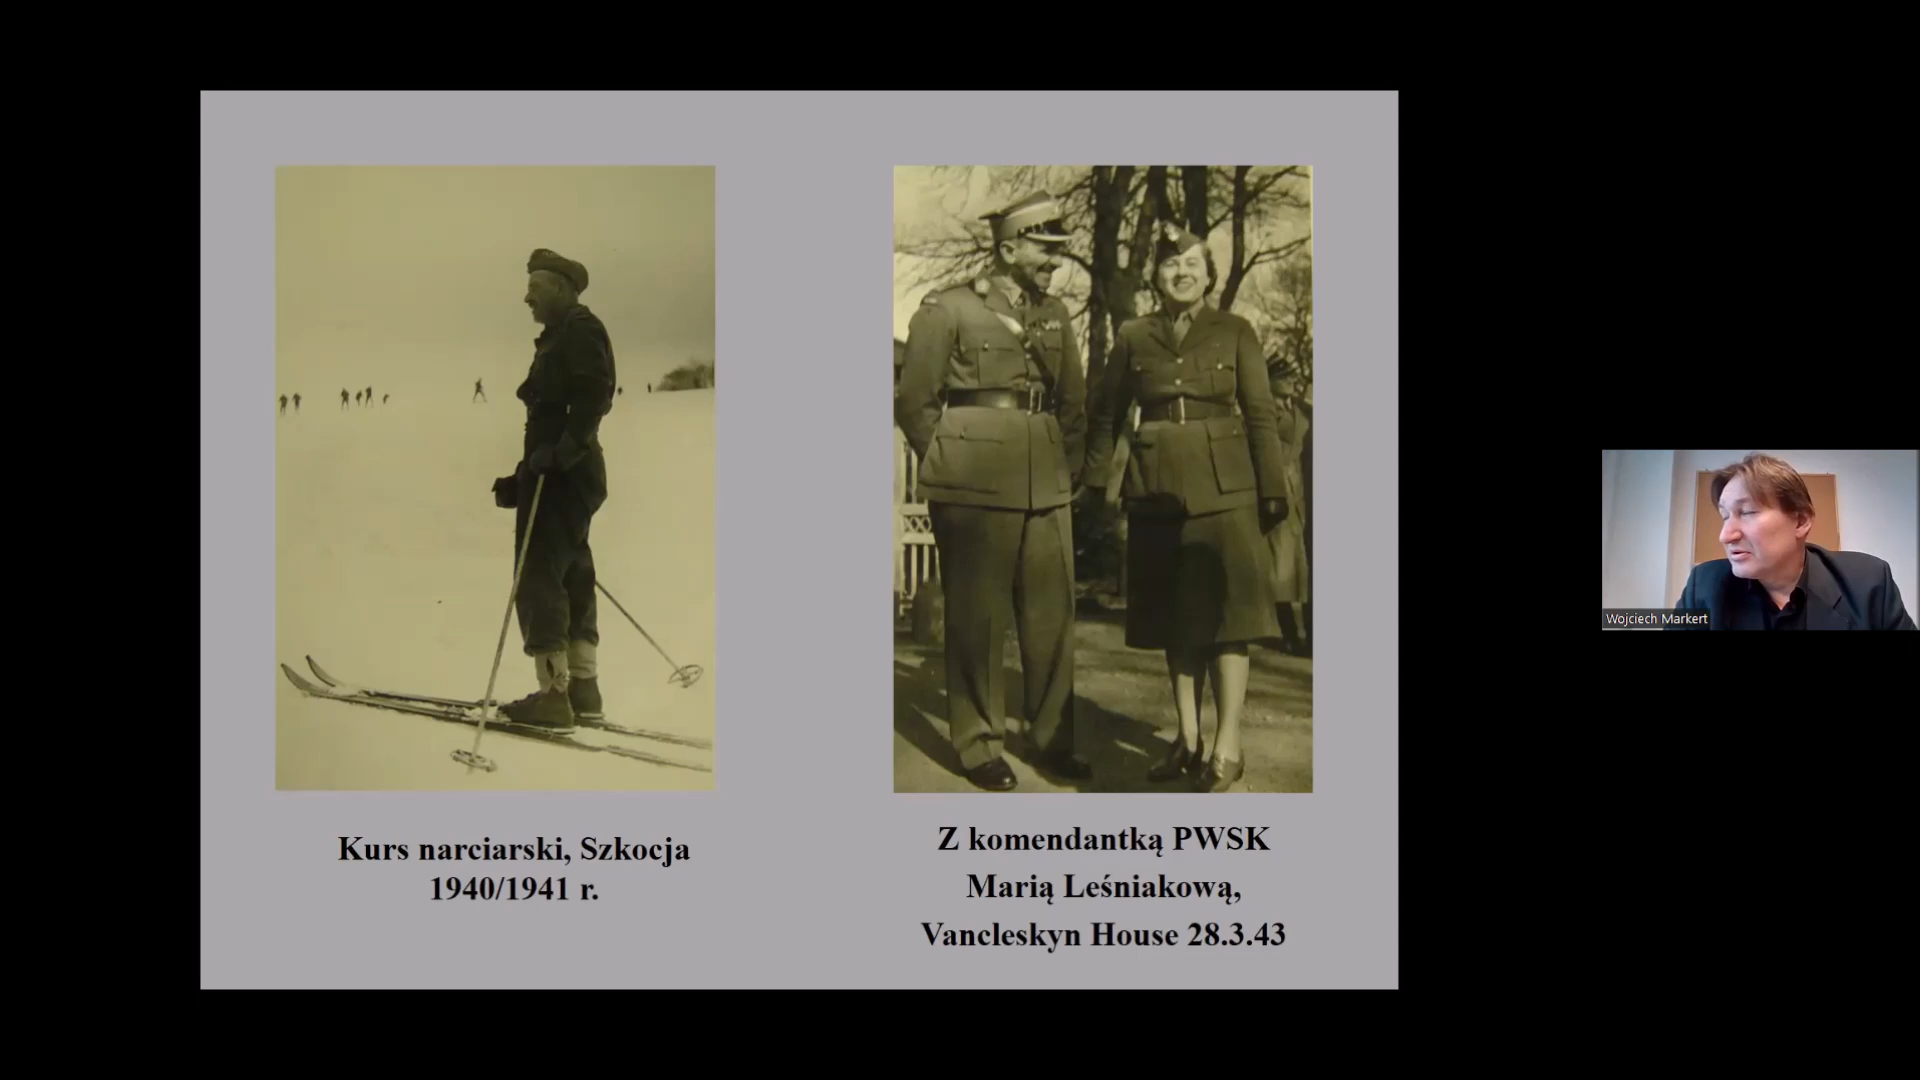 Kurs narciarski, Szkocja
1940/1941 r.
Z komendantką PWSK
Marią Leśniakową,
Vancleskyn House 28.3.43
Wojciech Markert